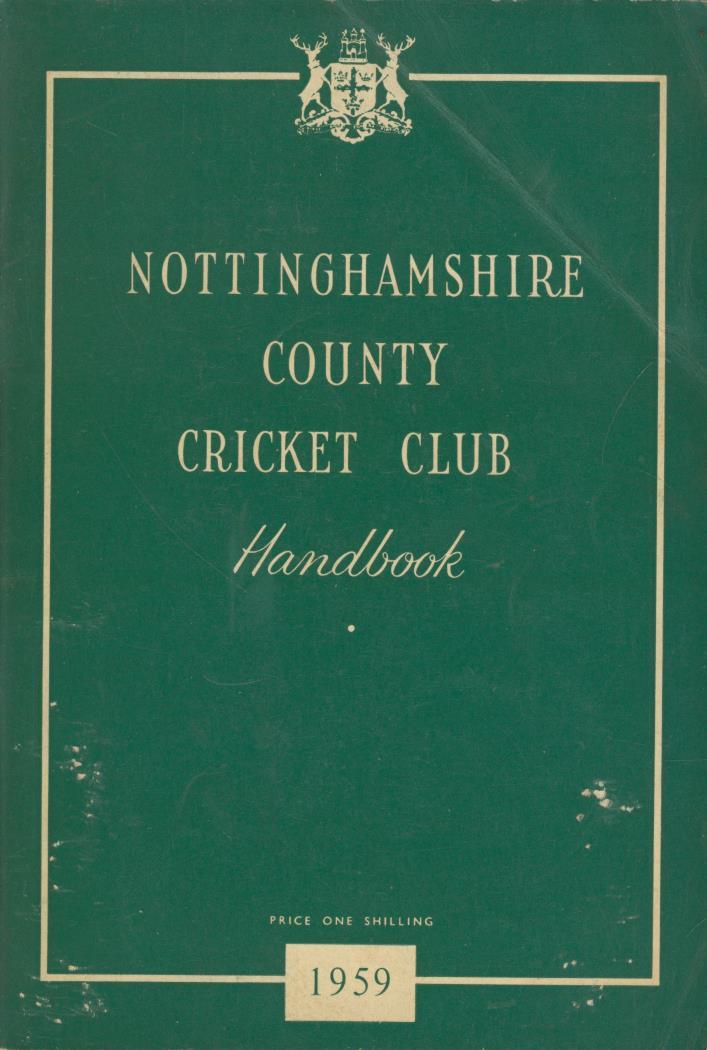 NOTTINGHAMSHIRE
COUNTY
CRICKET CLUB
Handbook
PRICE ONE SHILLING
1959